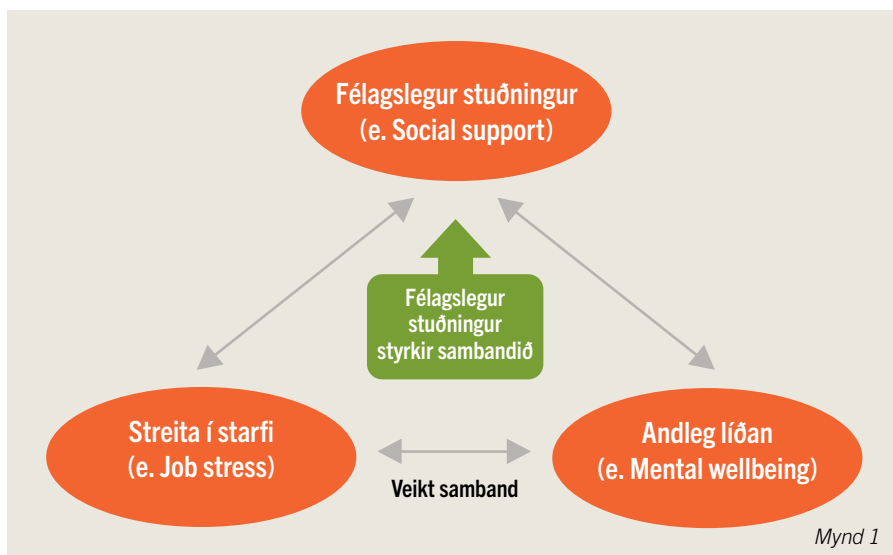 Félagslegur stuðningur
(e. Social support)
Félagslegur
stuðningur
styrkir sambandið
Streita í starfi
(e. Job stress)
Veikt samband
Andleg líðan
(e. Mental wellbeing)
Mynd 1